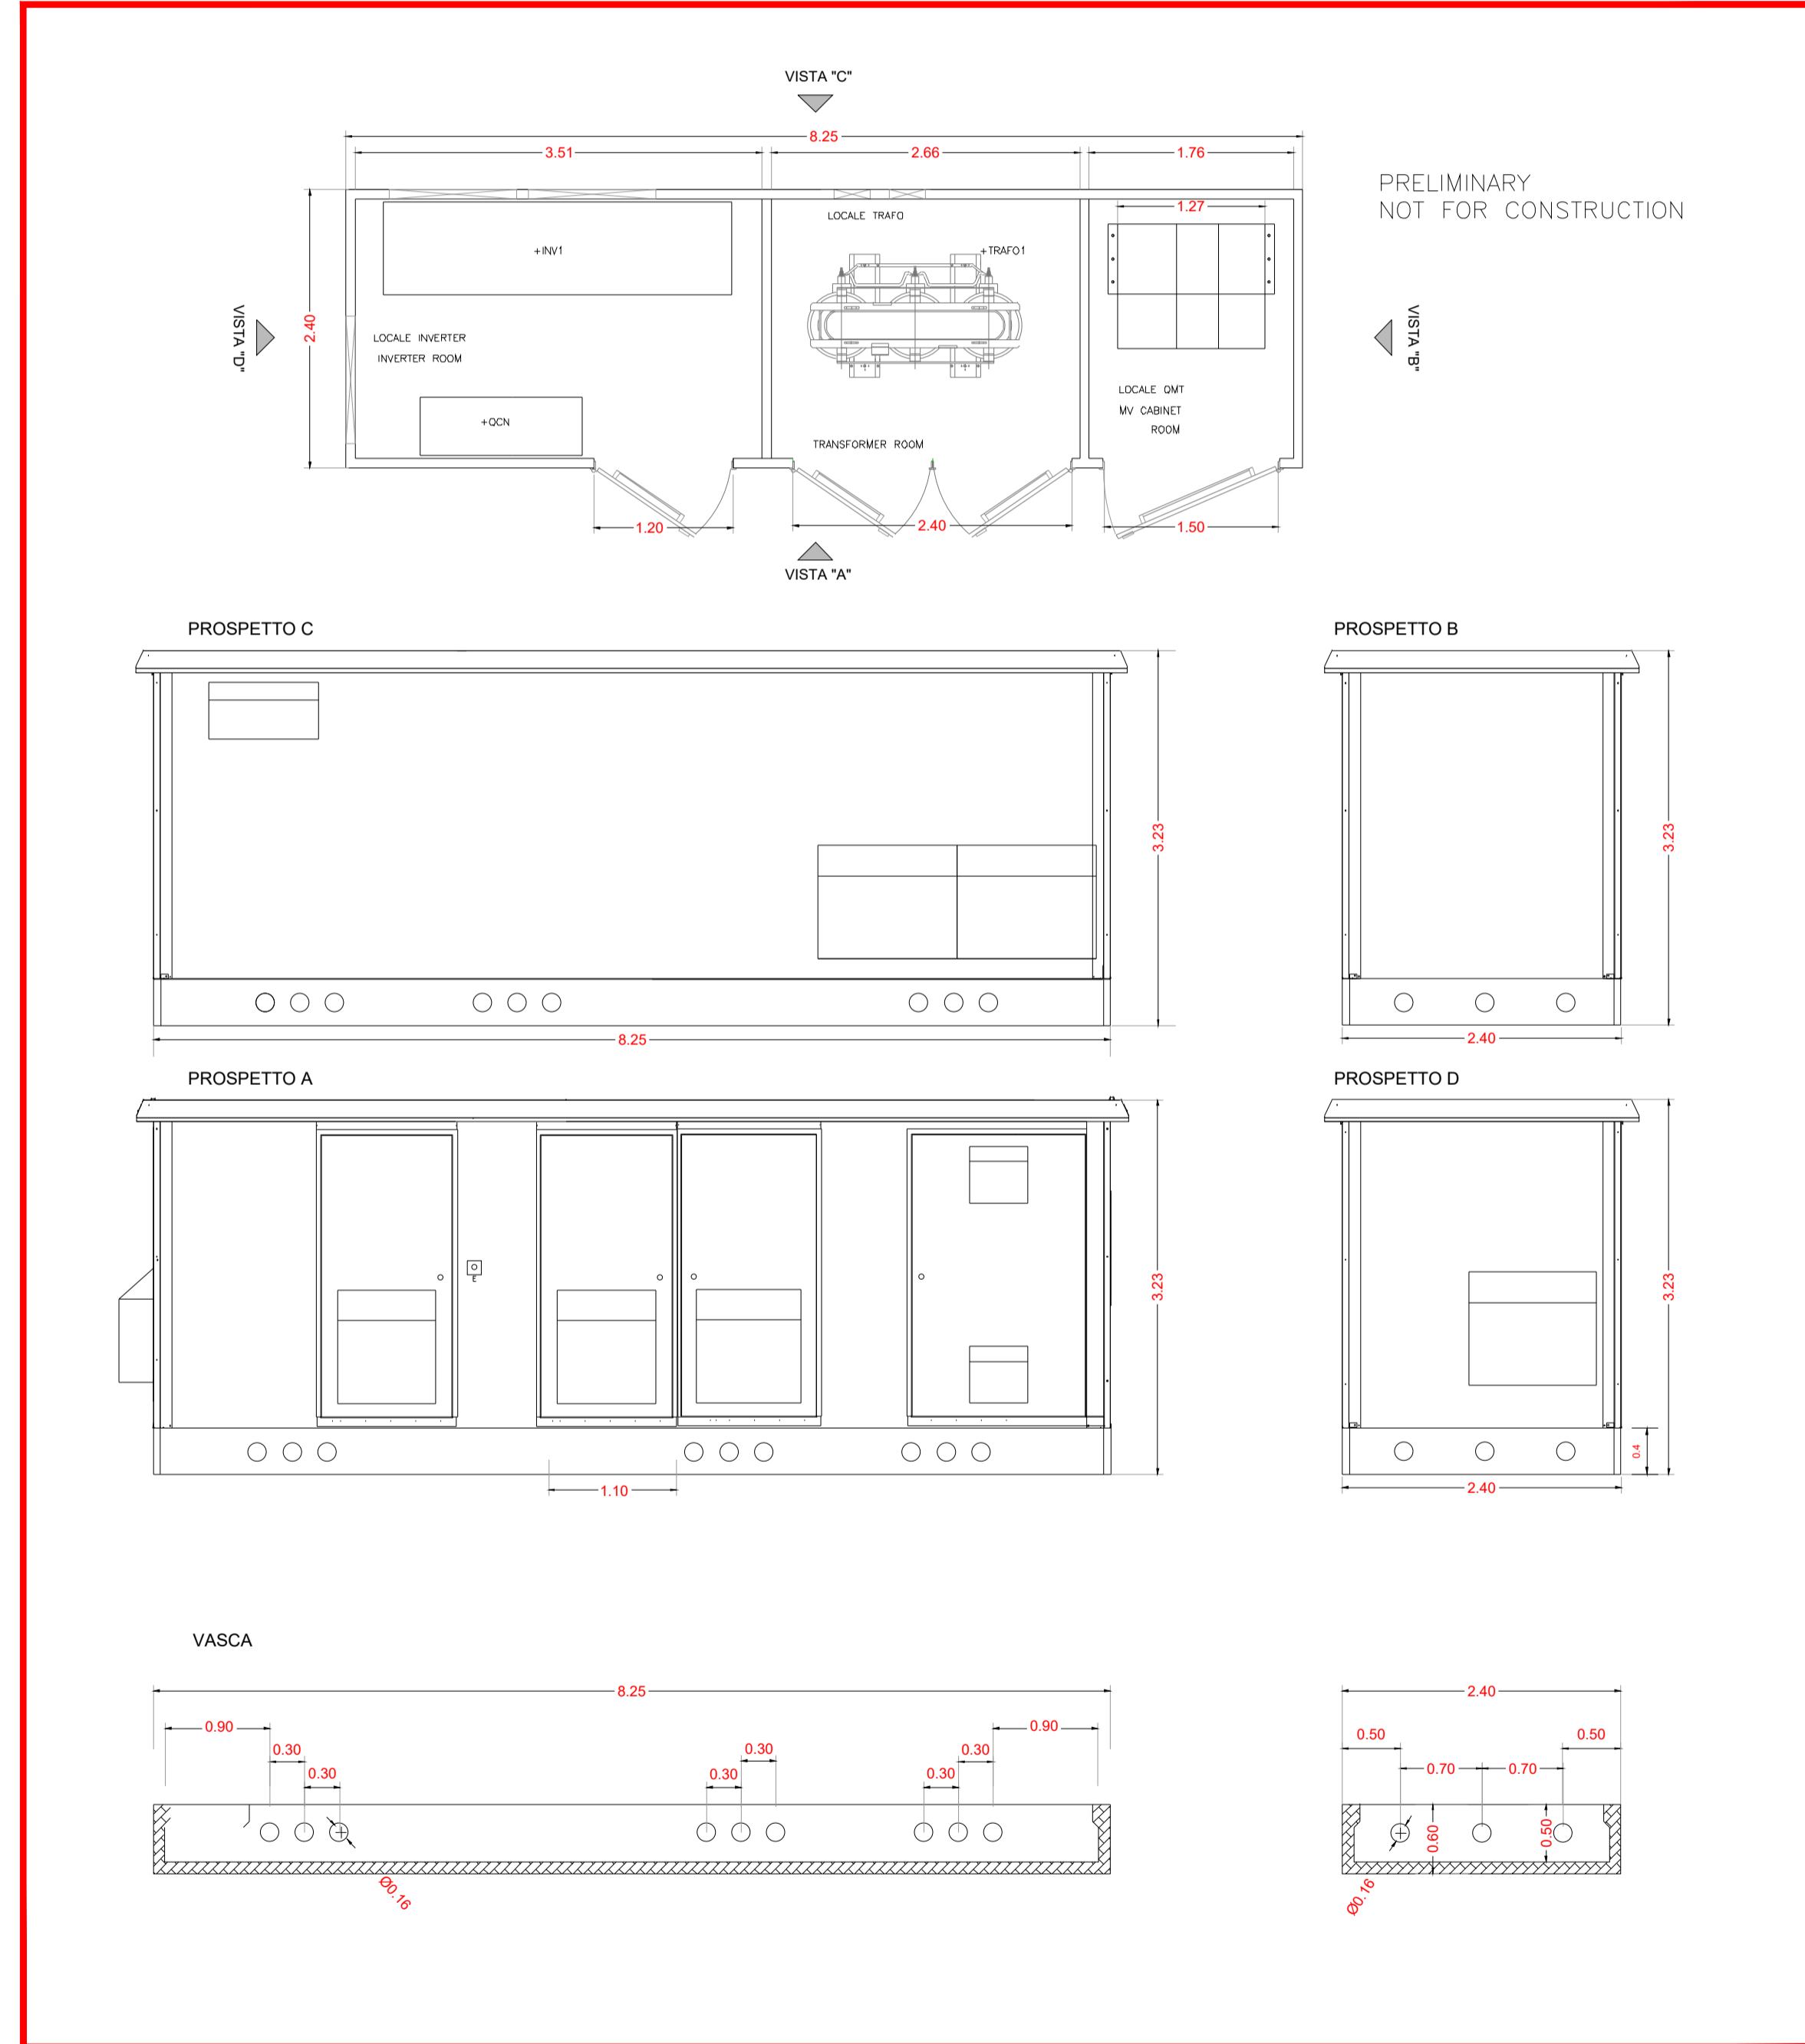 VISTA "C"
8.25
3.51
2.66
1.76
PRELIMINARY
NOT FOR CONSTRUCTION
1.27
LOCALE TRAFO
+INV1
+TRAFO1
VISTA "D"
2.40
VISTA "B"
LOCALE INVERTER
INVERTER ROOM
LOCALE QMT
MV CABINET
ROOM
+QCN
TRANSFORMER ROOM
1.20
2.40
1.50
VISTA "A"
PROSPETTO C
PROSPETTO B
3.23
3.23
8.25
2.40
PROSPETTO A
PROSPETTO D
E
3.23
3.23
0.4
1.10
2.40
VASCA
8.25
2.40
0.90
0.90
0.50
0.50
0.30
0.30
0.30
0.30
0.30
0.30
0.70
0.70
0.60
0.50
Ø0.16
Ø0.16